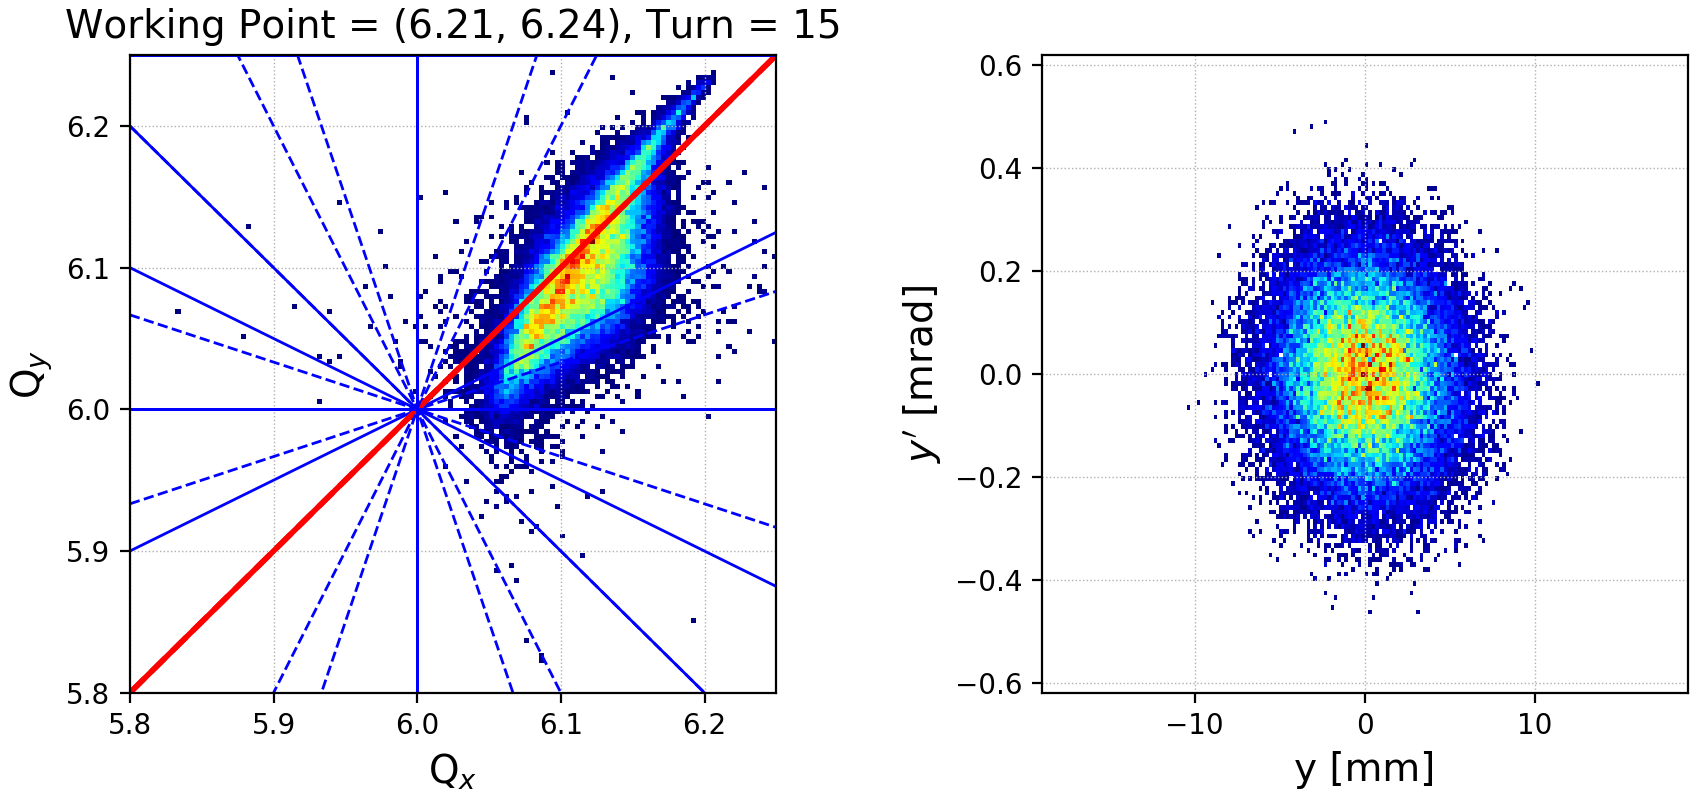 Working Point = (6.21, 6.24), Turn = 15
6.2
6.1
6.0
5.9
5.8
5.8 5.9 6.0 6.1 6.2
Qy
Qx
0.6
0.4
0.2
0.0
−0.2
−0.4
−0.6
−10 0 10
y′ [mrad]
y [mm]